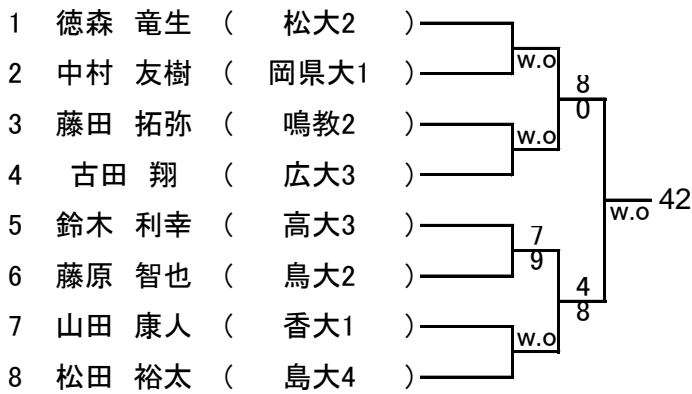 1 徳森 竜生 ( 松大2 )
2 中村 友樹 ( 岡県大1 )
w.o
8
0
3 藤田 拓弥 ( 鳴教2 )
w.o
4 古田 翔 ( 広大3 )
w.o 42
5 鈴木 利幸 ( 高大3 )
7
9
6 藤原 智也 ( 鳥大2 )
4
8
7 山田 康人 ( 香大1 )
w.o
8 松田 裕太 ( 島大4 )